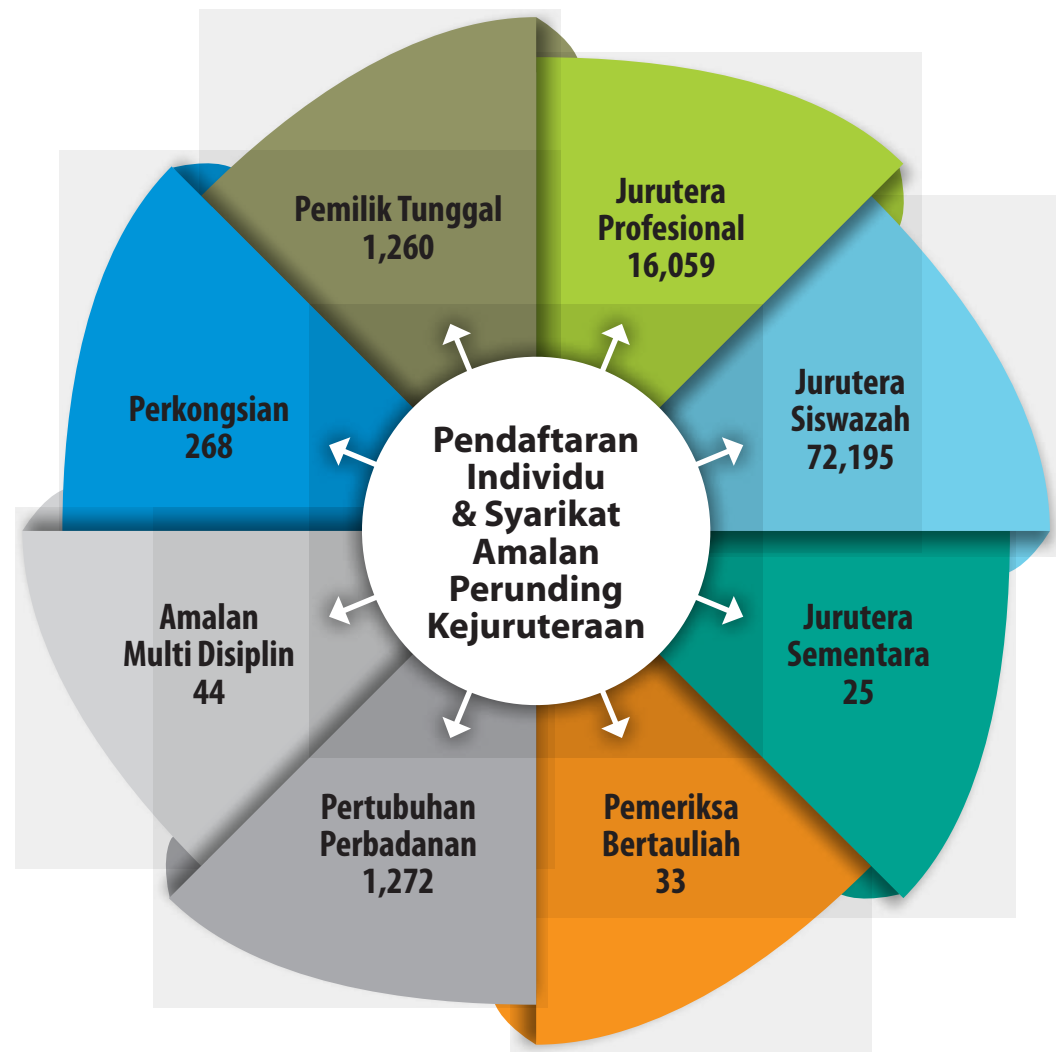 Pendaftaran
Individu
& Syarikat
Amalan
Perunding
Kejuruteraan
Jurutera
Profesional
16,059
Jurutera
Siswazah
72,195
Jurutera
Sementara
25
Pemeriksa
Bertauliah
33
Pertubuhan
Perbadanan
1,272
Amalan
Multi Disiplin
44
Perkongsian
268
Pemilik Tunggal
1,260